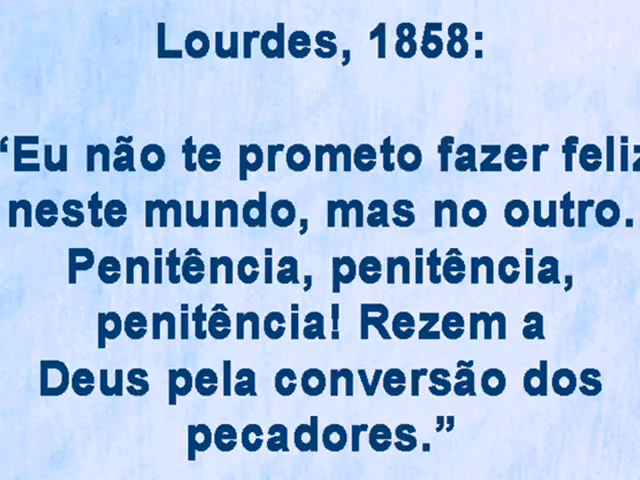 Lourdes, 1858:
“Eu não te prometo fazer feliz
neste mundo, mas no outro.
Penitência, penitência,
penitência! Rezem a
Deus pela conversão dos
pecadores.”